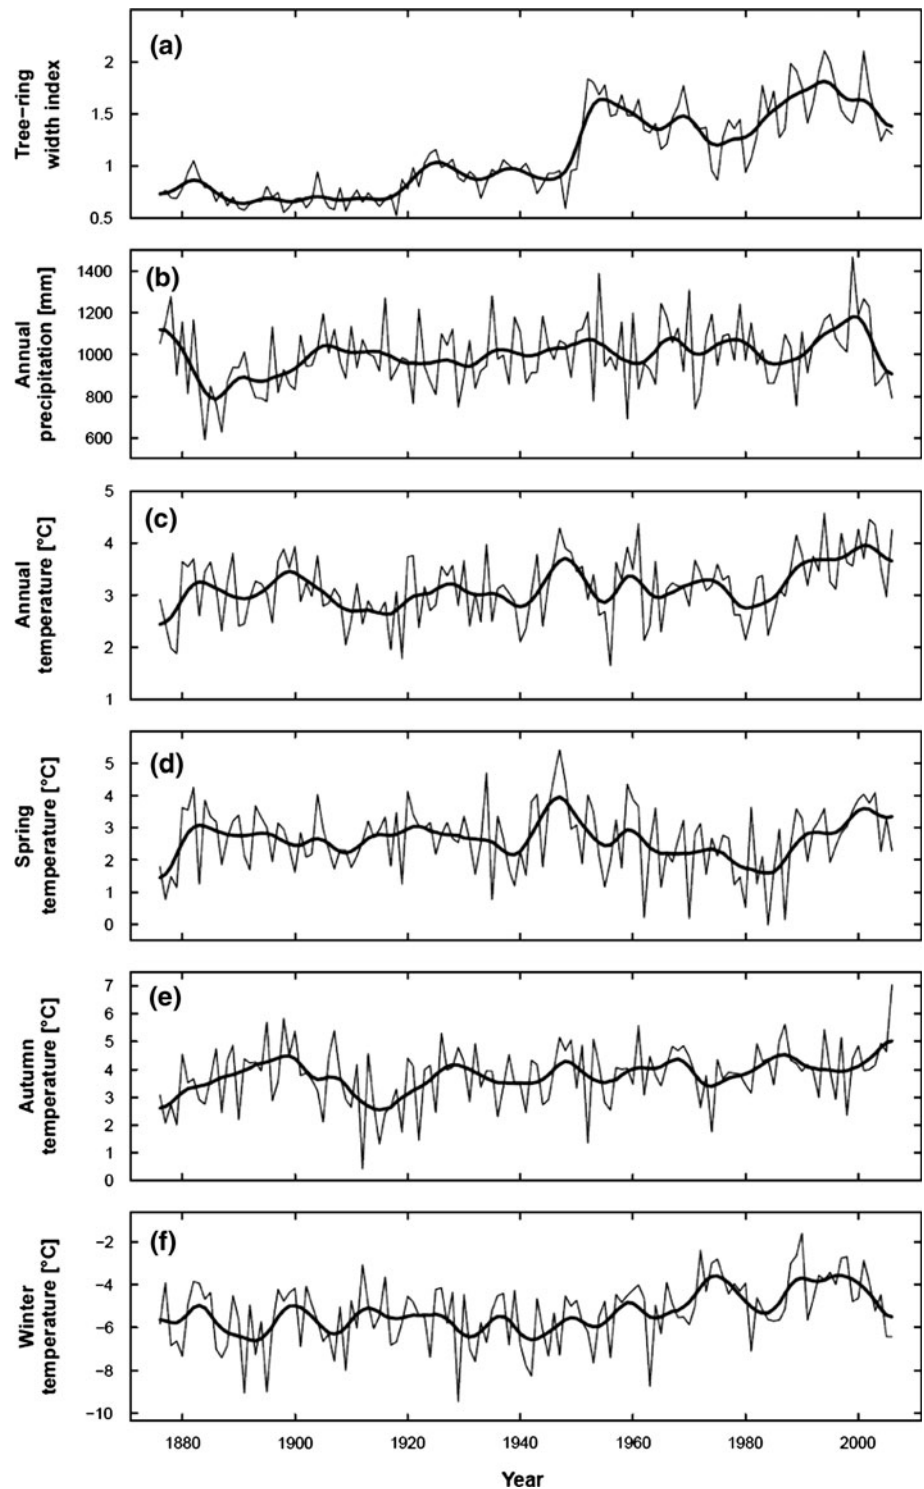 (a)
Tree-ring
width index
2
1.5
1
0.5
(b)
Annual
precipitation [mm]
1400
1200
1000
800
600
(c)
Annual
temperature [°C]
5
4
3
2
1
(d)
Spring
temperature [°C]
5
4
3
2
1
0
(e)
Autumn
temperature [°C]
7
6
5
4
3
2
1
0
(f)
Winter
temperature [°C]
−2
−4
−6
−8
−10
1880 1900 1920 1940 1960 1980 2000
Year